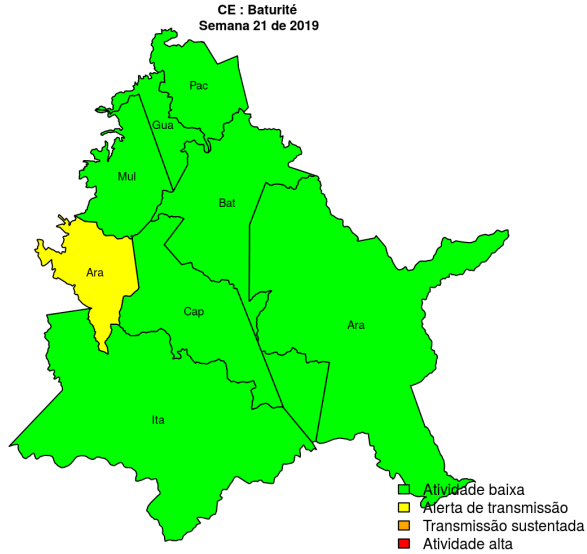 CE : Baturité
Semana 21 de 2019
Pac
Gua
Mul
Bat
Ara
Cap
Ara
Ita
Atividade baixa
Alerta de transmissão
Transmissão sustentada
Atividade alta